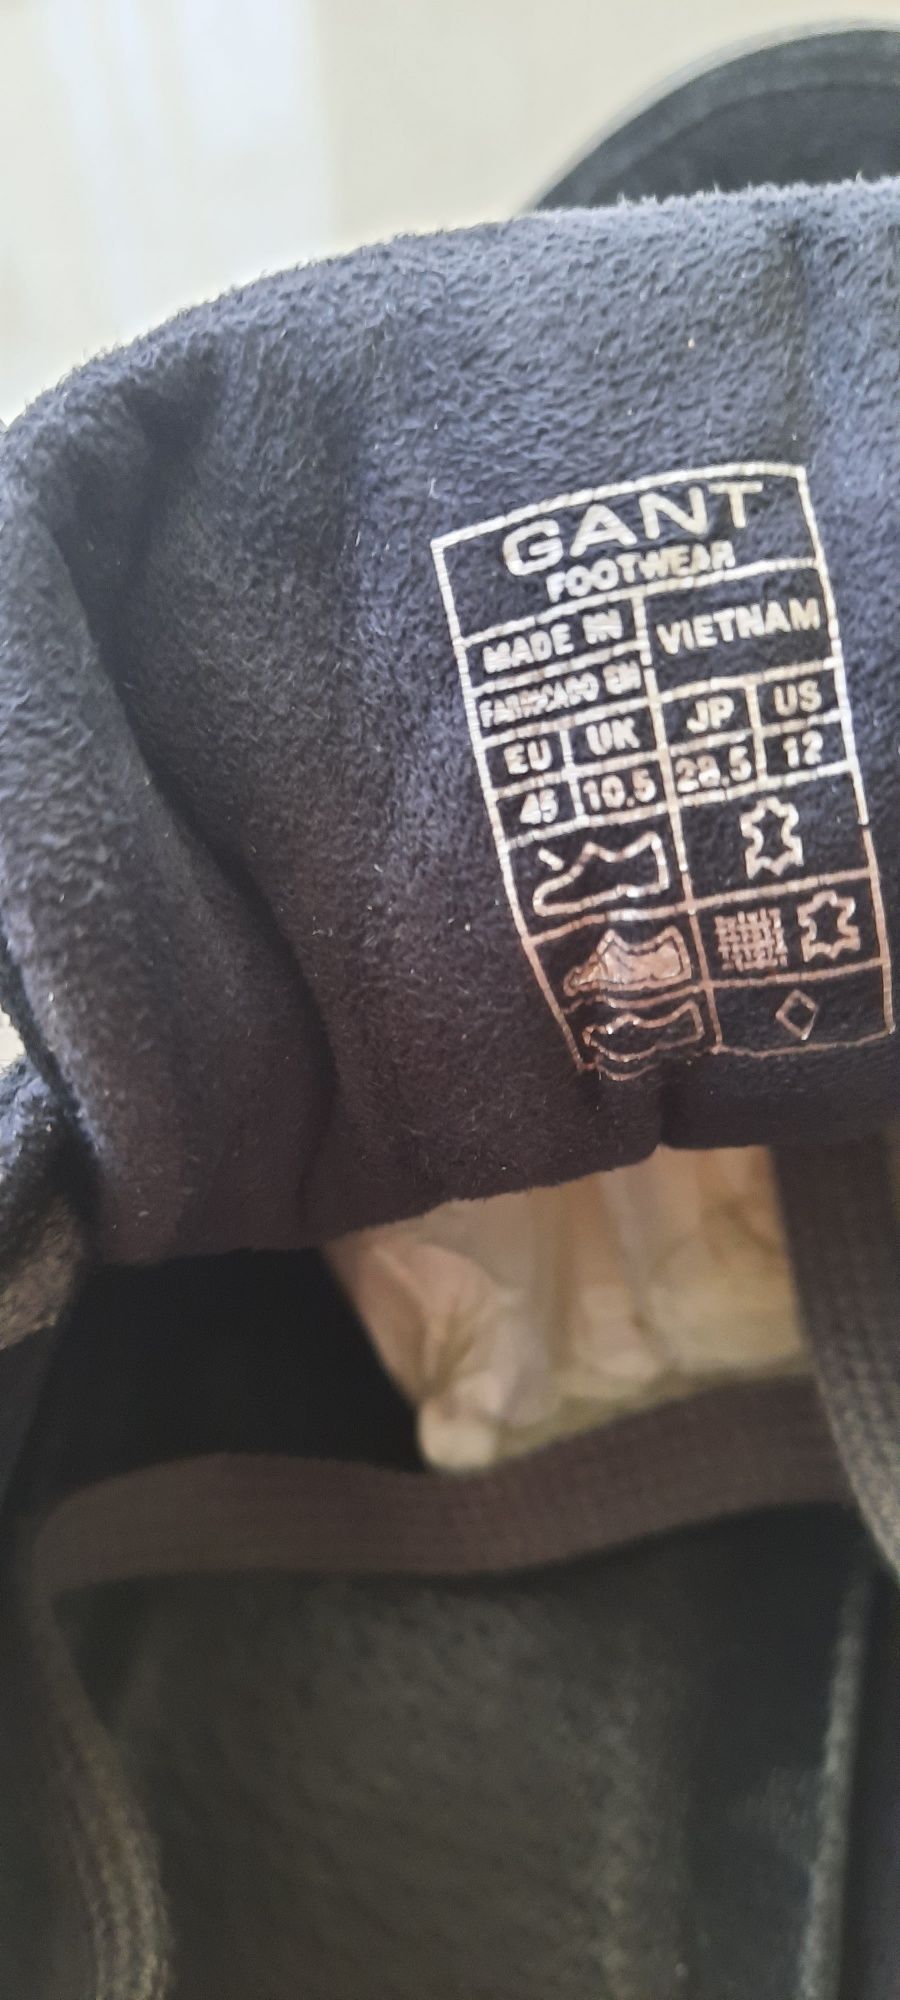 GANT
FOOTWEAR
MADE IN VIETNAM
FABRICADO EN
EU UK JP US
45 10.5 28.5 12